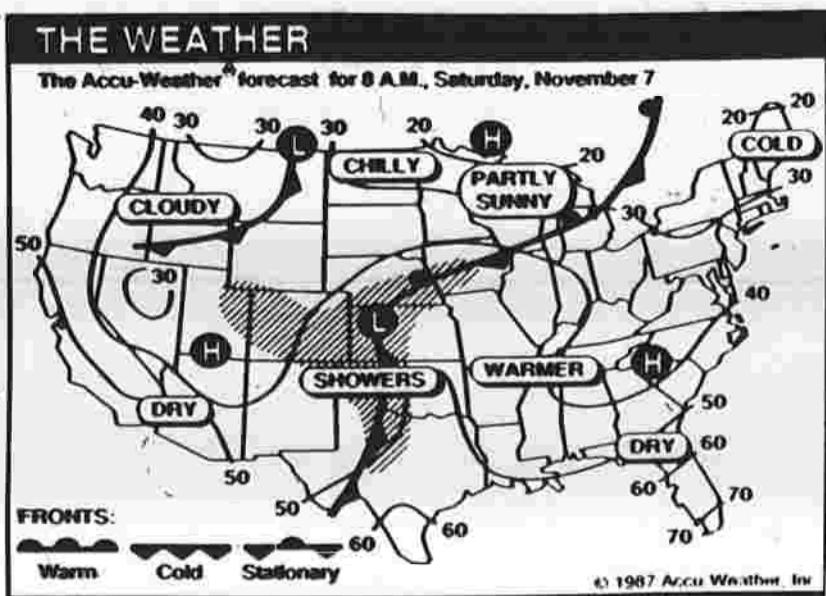 THE WEATHER
The Accu-Weather® forecast for 8 A.M., Saturday, November 7
40 30 30 L 30 20 H 20 20
COLD
CHILLY
PARTLY
SUNNY
20
30
CLOUDY
30
50
30
40
L
H
H
SHOWERS
WARMER
DRY
50
DRY
60
50
50
60
70
60
60
70
FRONTS:
Warm Cold Stationary
© 1987 Accu Weather, Inc